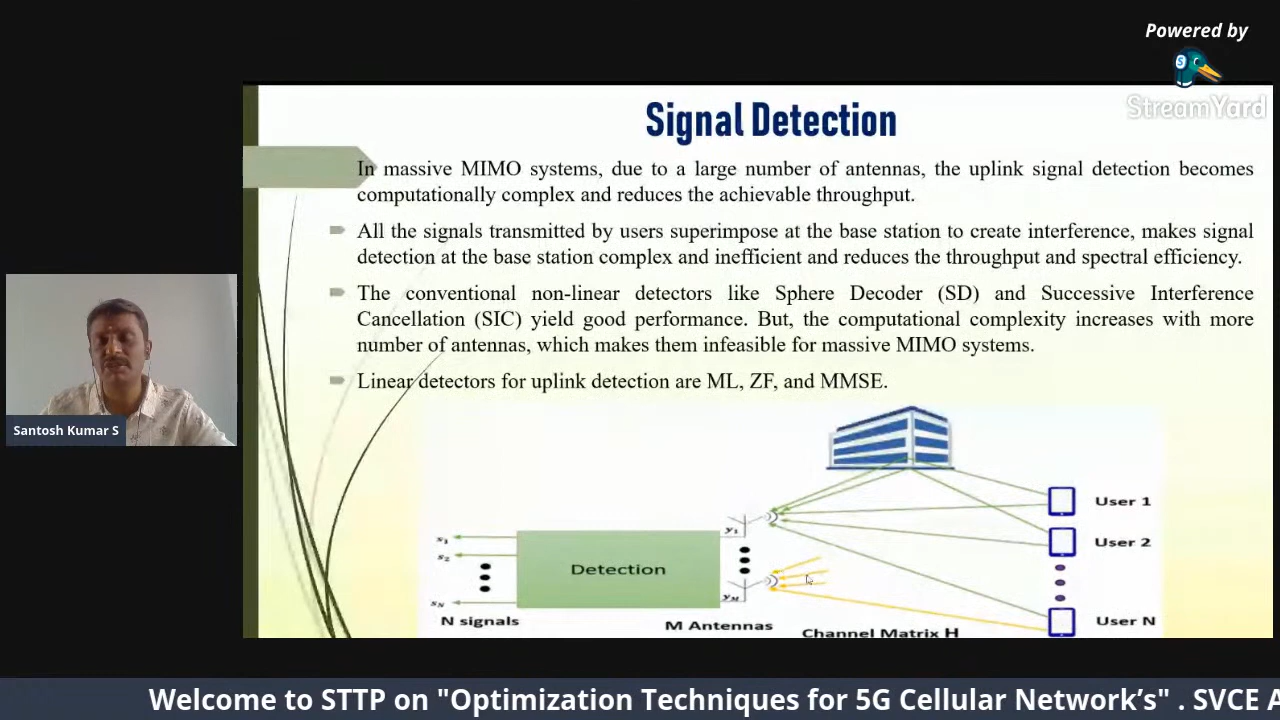 Powered by
StreamYard
Signal Detection
In massive MIMO systems, due to a large number of antennas, the uplink signal detection becomes
computationally complex and reduces the achievable throughput.
All the signals transmitted by users superimpose at the base station to create interference, makes signal
detection at the base station complex and inefficient and reduces the throughput and spectral efficiency.
The conventional non-linear detectors like Sphere Decoder (SD) and Successive Interference
Cancellation (SIC) yield good performance. But, the computational complexity increases with more
number of antennas, which makes them infeasible for massive MIMO systems.
Linear detectors for uplink detection are ML, ZF, and MMSE.
Santosh Kumar S
User 1
y₁
s₁
User 2
s₂
Detection
yM
sN
N signals
M Antennas
User N
Channel Matrix H
Welcome to STTP on "Optimization Techniques for 5G Cellular Network’s" . SVCE A